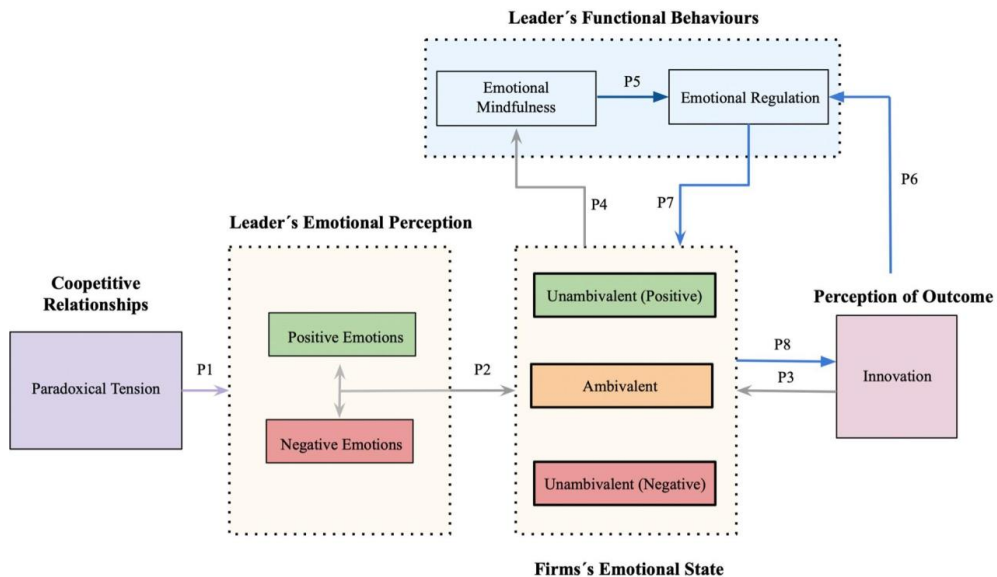 Leader´s Functional Behaviours
Emotional
Mindfulness
P5
Emotional Regulation
P4
P7
P6
Leader´s Emotional Perception
Coopetitive
Relationships
Paradoxical Tension
P1
Positive Emotions
Negative Emotions
P2
Unambivalent (Positive)
Ambivalent
Unambivalent (Negative)
Firms's Emotional State
P8
P3
Perception of Outcome
Innovation